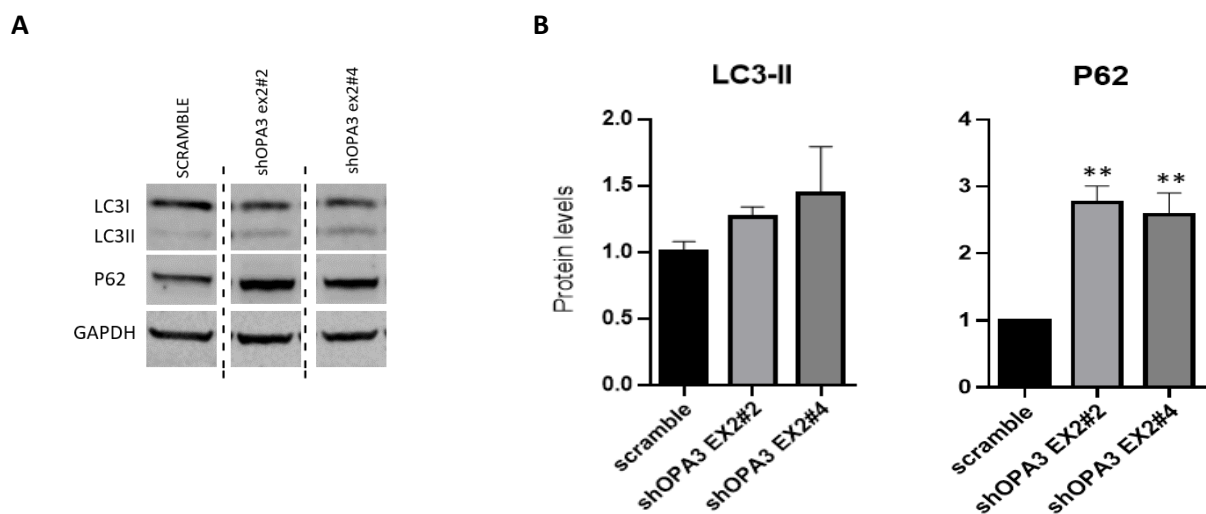 A
SCRAMBLE
shOPA3 ex2#2
shOPA3 ex2#4
LC3I
LC3II
P62
GAPDH
B
LC3-II
Protein levels
2.0
1.5
1.0
0.5
0.0
scramble
shOPA3 EX2#2
shOPA3 EX2#4
P62
4
3
2
1
0
**
**
scramble
shOPA3 EX2#2
shOPA3 EX2#4